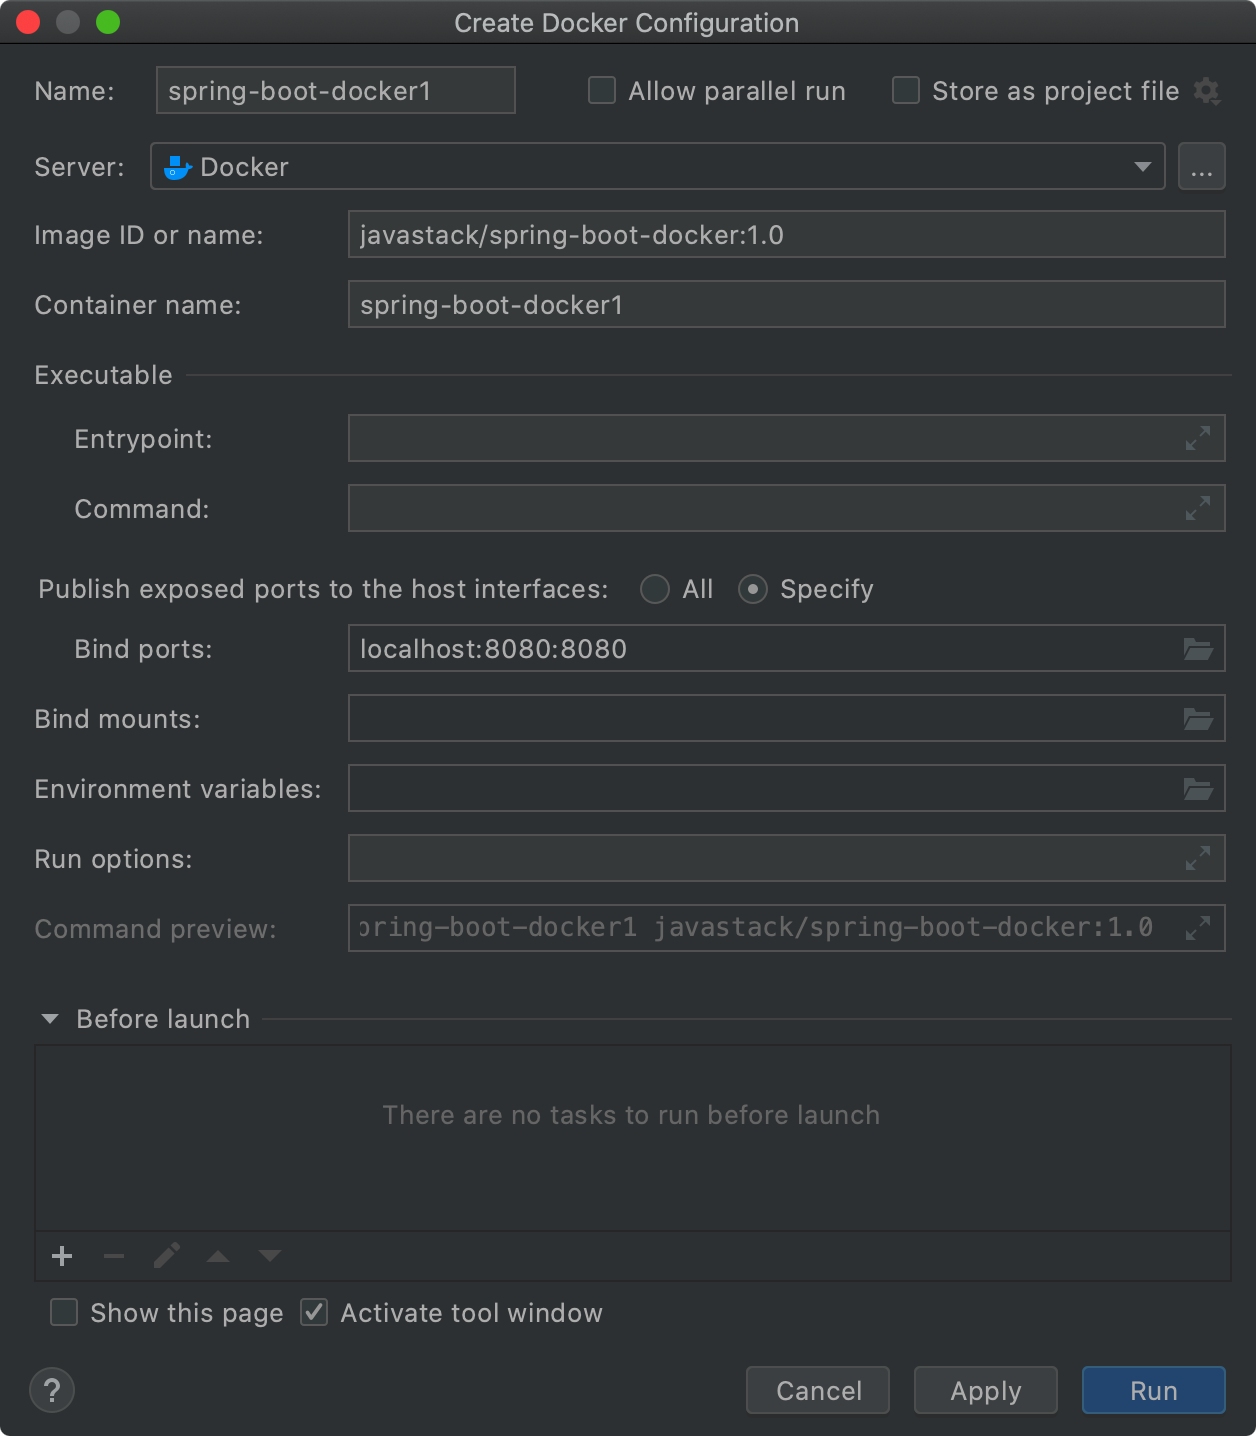 Create Docker Configuration
Name: spring-boot-docker1 Allow parallel run Store as project file
Server: Docker ...
Image ID or name: javastack/spring-boot-docker:1.0
Container name: spring-boot-docker1
Executable
Entrypoint:
Command:
Publish exposed ports to the host interfaces: All Specify
Bind ports: localhost:8080:8080
Bind mounts:
Environment variables:
Run options:
Command preview: pring-boot-docker1 javastack/spring-boot-docker:1.0
Before launch
There are no tasks to run before launch
Show this page Activate tool window
? Cancel Apply Run